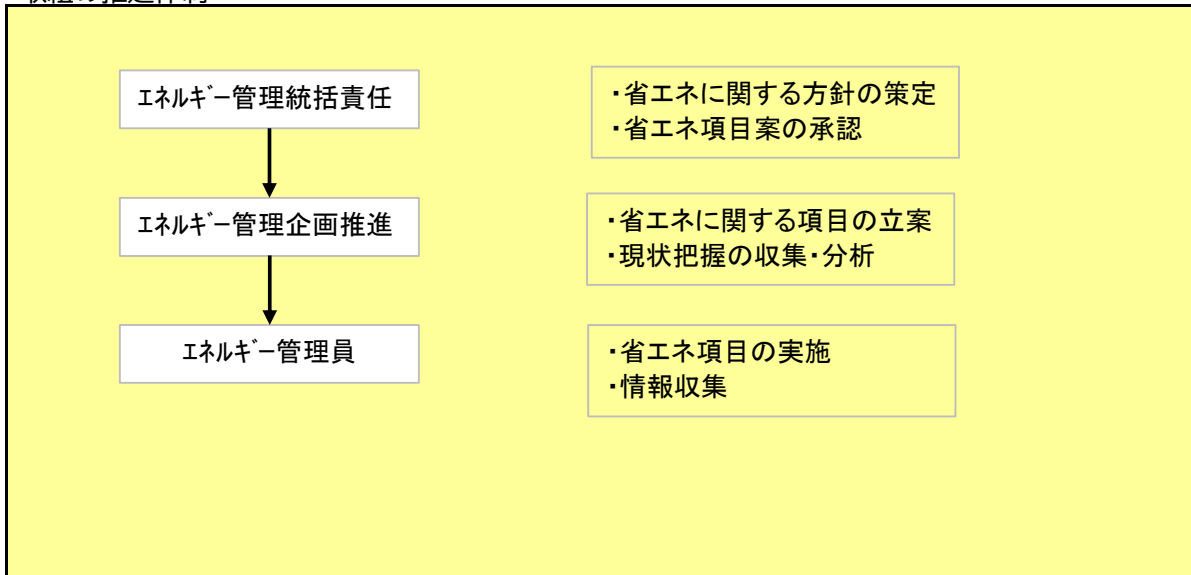 ｴﾈﾙｷﾞｰ管理統括責任
・省エネに関する方針の策定
・省エネ項目案の承認
ｴﾈﾙｷﾞｰ管理企画推進
・省エネに関する項目の立案
・現状把握の収集・分析
ｴﾈﾙｷﾞｰ管理員
・省エネ項目の実施
・情報収集